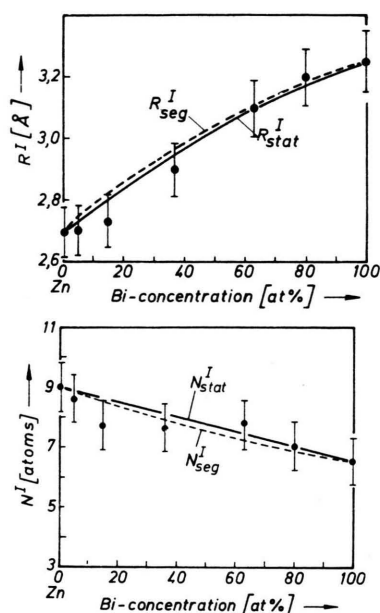 R^I [Å]
3,2
3,0
2,8
2,6
R^I_seg
R^I_stat
0 20 40 60 80 100
Zn
Bi-concentration [at%]
N^I [atoms]
11
9
7
5
3
N^I_stat
N^I_seg
0 20 40 60 80 100
Zn
Bi-concentration [at%]